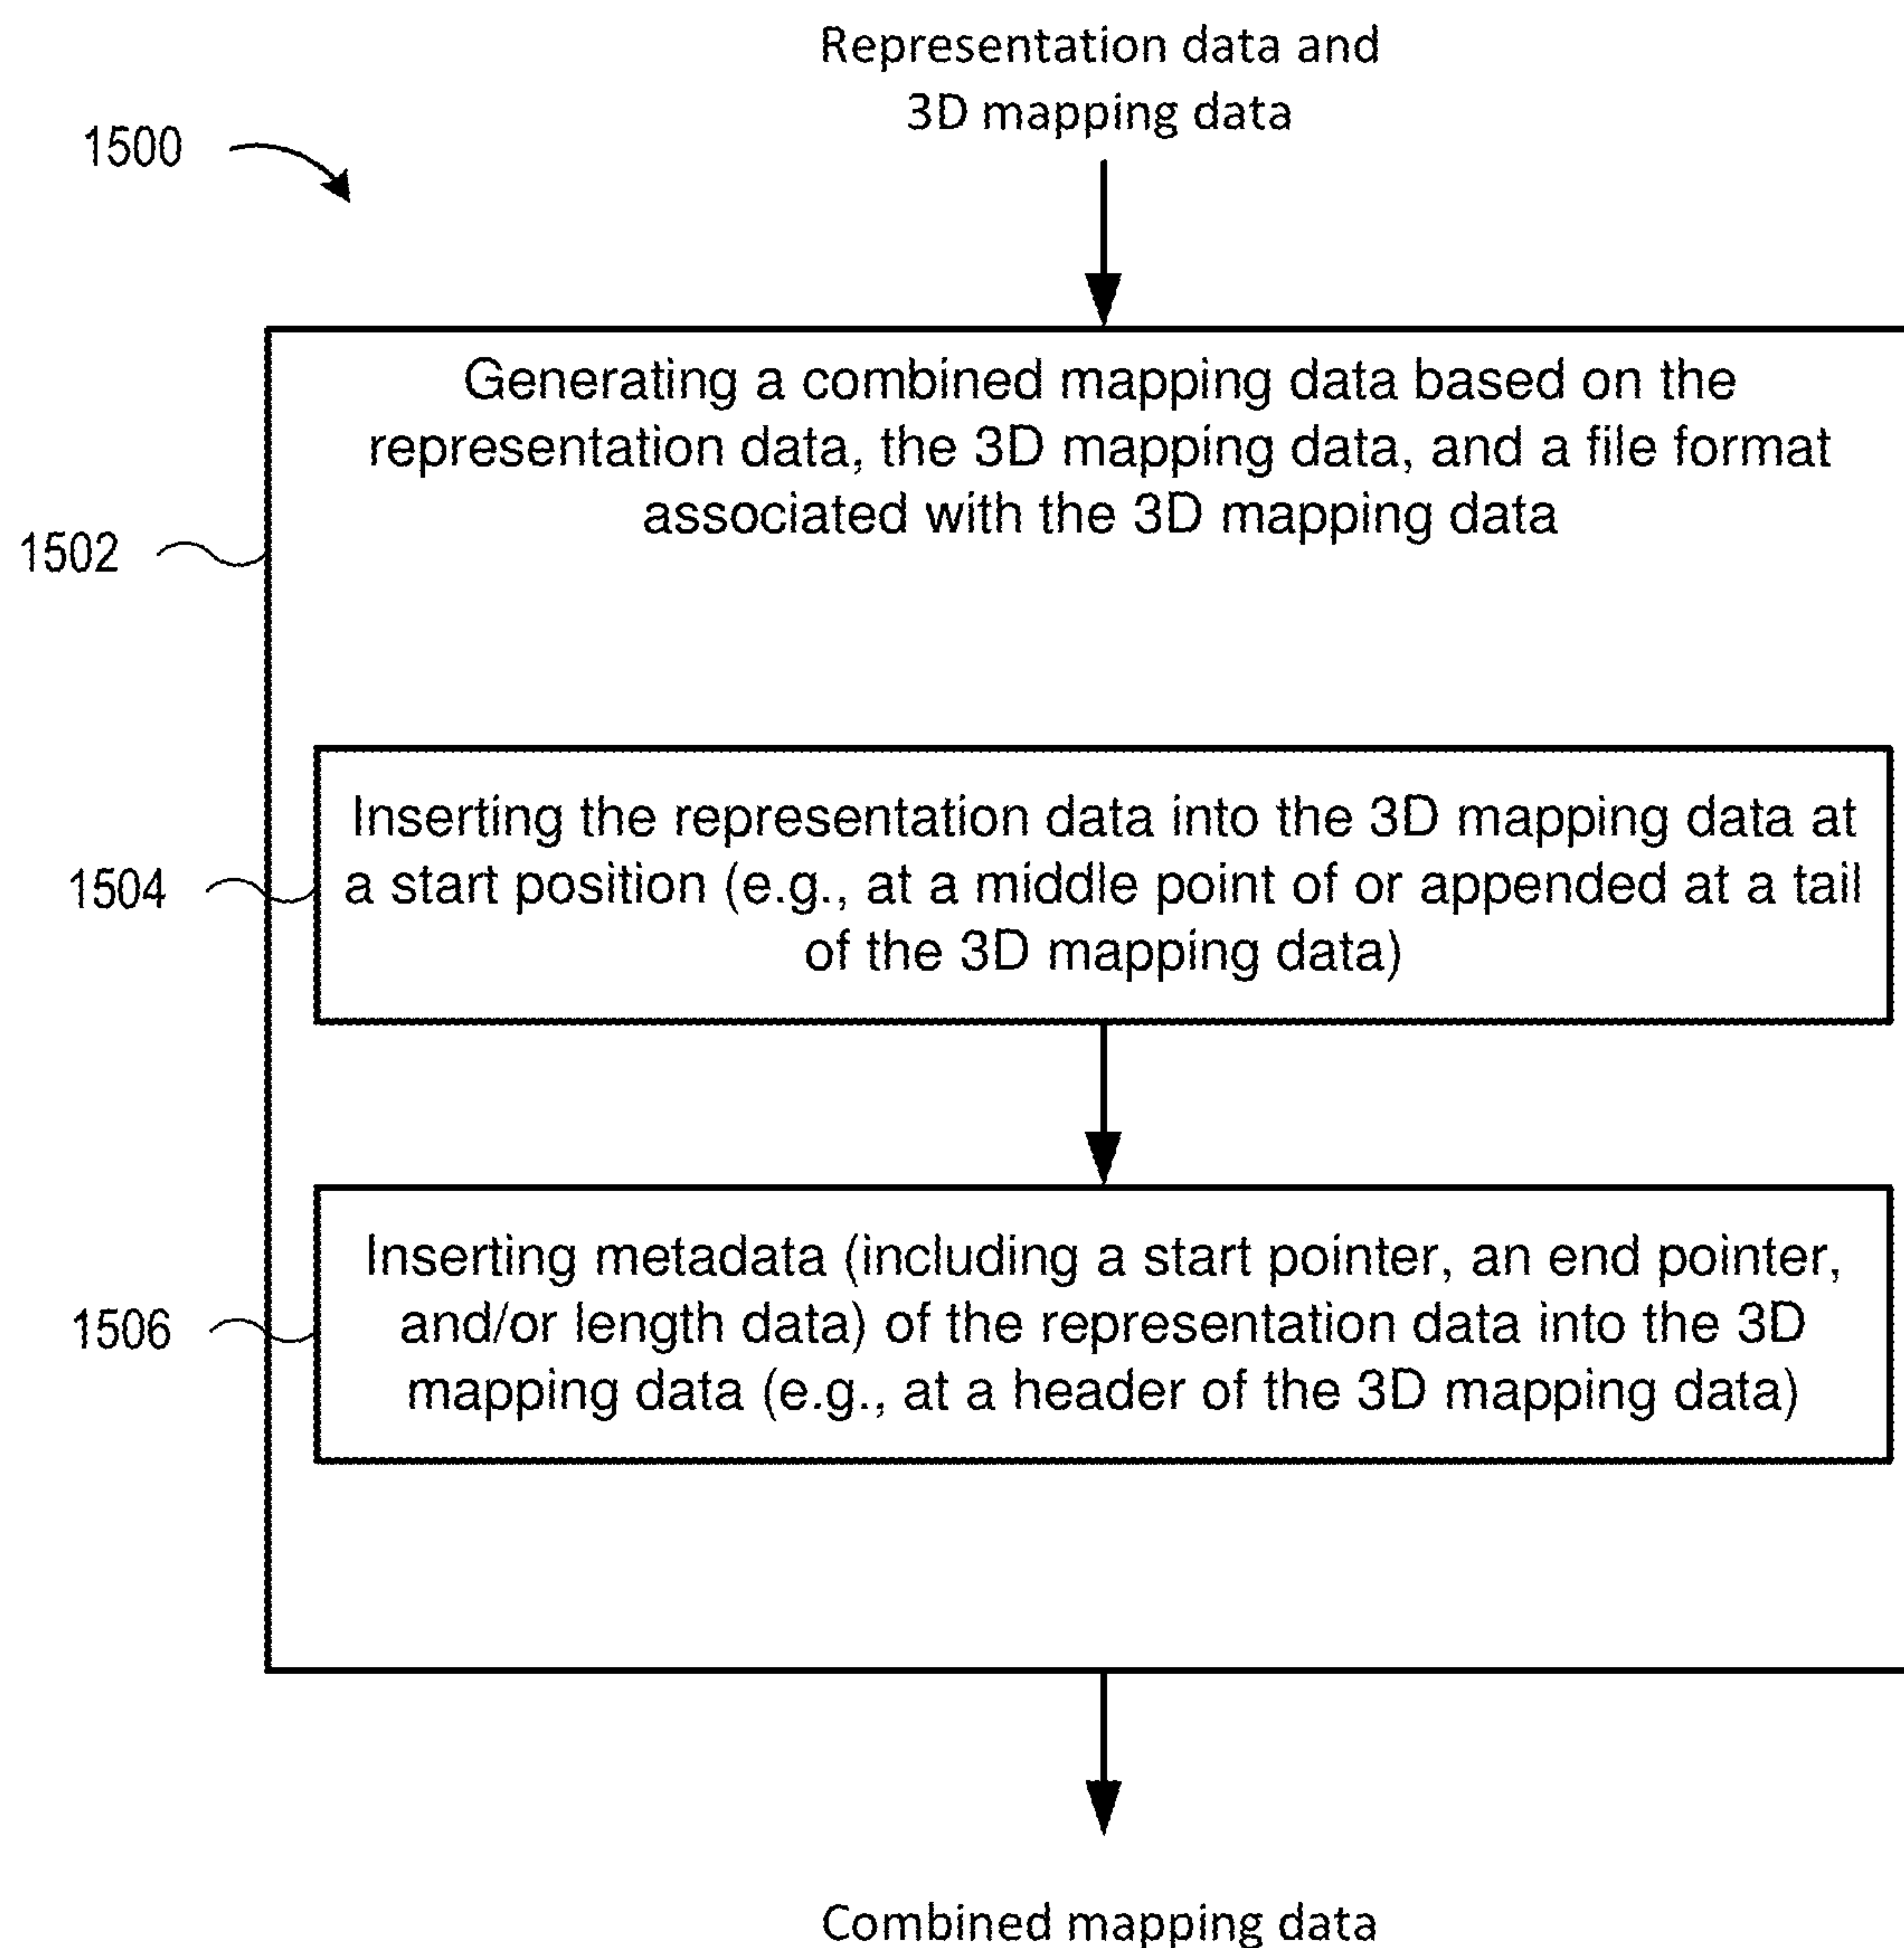 Representation data and
3D mapping data
1500
Generating a combined mapping data based on the
representation data, the 3D mapping data, and a file format
associated with the 3D mapping data
1502
Inserting the representation data into the 3D mapping data at
a start position (e.g., at a middle point of or appended at a tail
of the 3D mapping data)
1504
Inserting metadata (including a start pointer, an end pointer,
and/or length data) of the representation data into the 3D
mapping data (e.g., at a header of the 3D mapping data)
1506
Combined mapping data